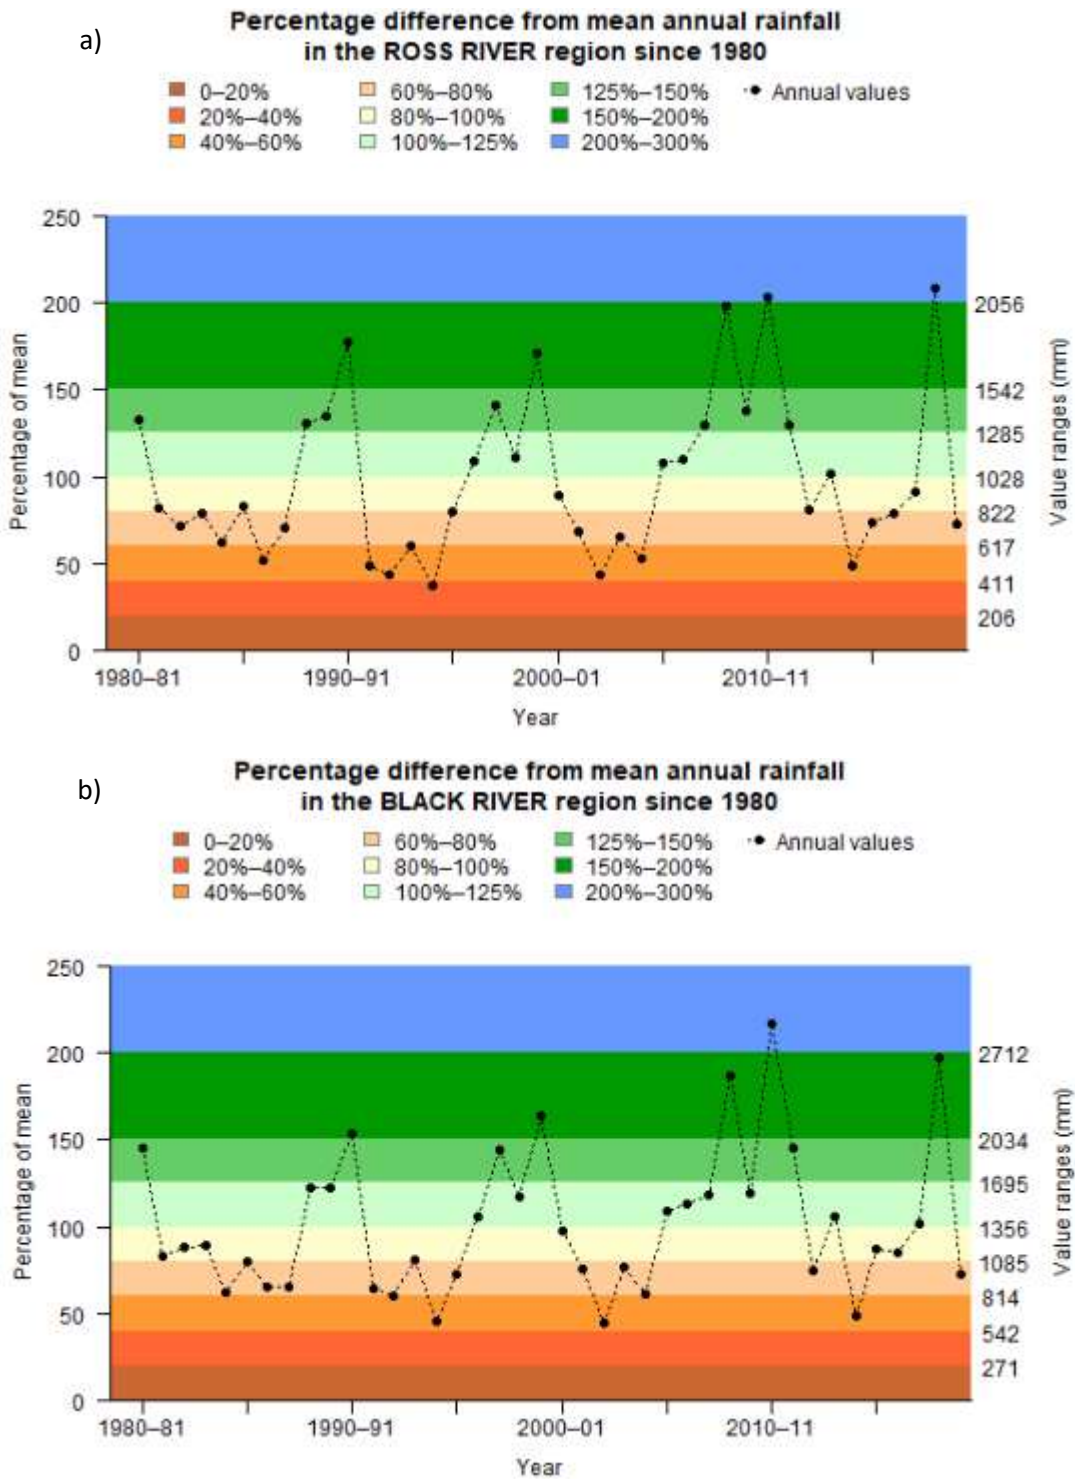 a)
Percentage difference from mean annual rainfall
in the ROSS RIVER region since 1980
0–20% 60%–80% 125%–150% Annual values
20%–40% 80%–100% 150%–200%
40%–60% 100%–125% 200%–300%
250
200 2056
150 1542
1285
100 1028
822
617
50
411
206
0
Percentage of mean
Value ranges (mm)
1980–81 1990–91 2000–01 2010–11
Year
b)
Percentage difference from mean annual rainfall
in the BLACK RIVER region since 1980
0–20% 60%–80% 125%–150% Annual values
20%–40% 80%–100% 150%–200%
40%–60% 100%–125% 200%–300%
250
200 2712
150 2034
1695
100 1356
1085
814
50
542
271
0
Percentage of mean
Value ranges (mm)
1980–81 1990–91 2000–01 2010–11
Year